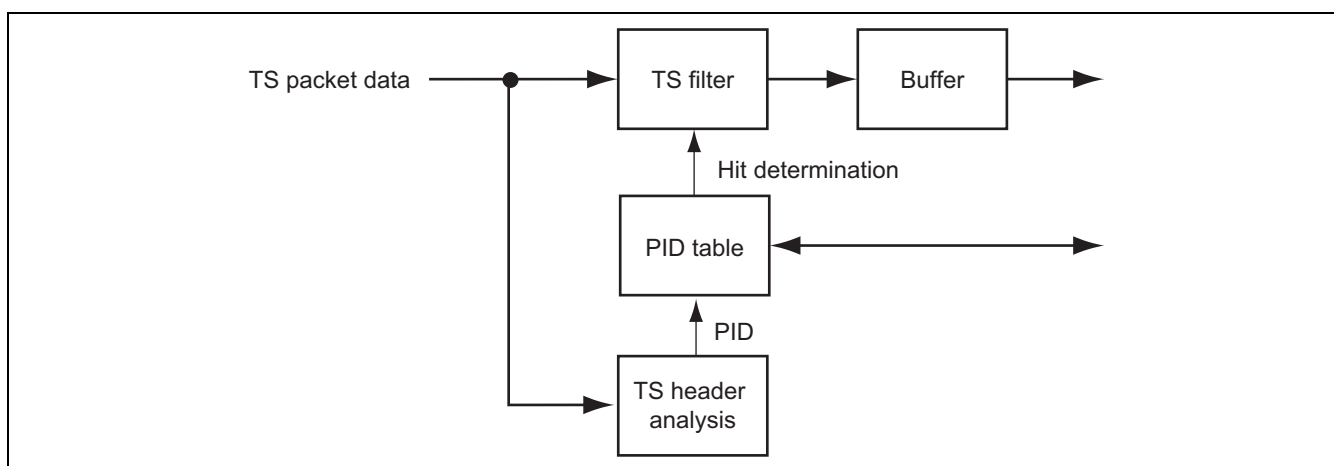 TS packet data
TS filter
Buffer
Hit determination
PID table
PID
TS header
analysis